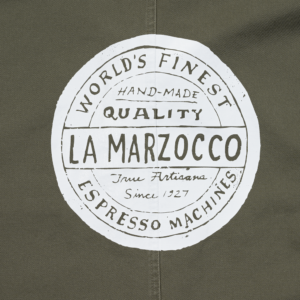 WORLD'S FINEST
HAND-MADE
QUALITY
LA MARZOCCO
True Artisans
Since 1927
ESPRESSO MACHINES